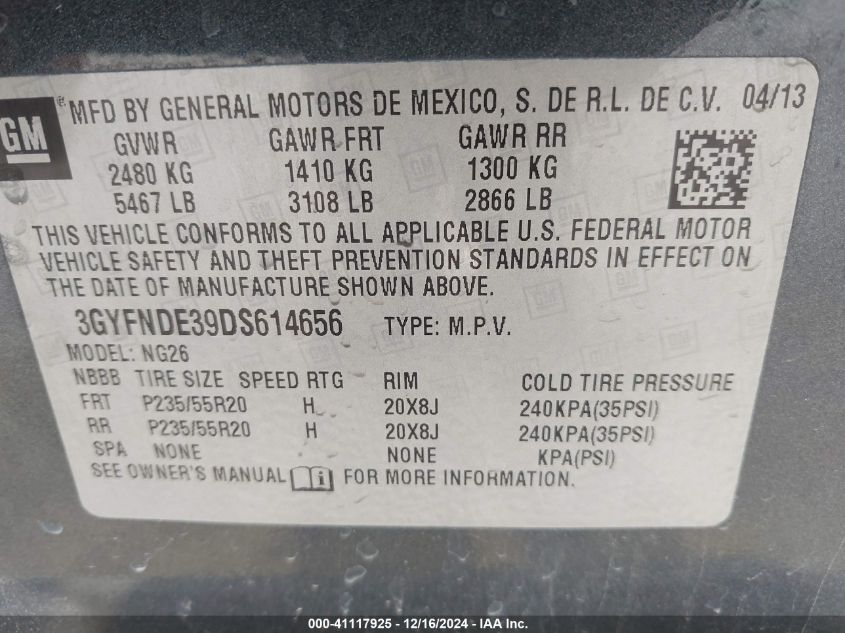 GM
® MFD BY GENERAL MOTORS DE MEXICO, S. DE R.L. DE C.V. 04/13
GVWR GAWR FRT GAWR RR
2480 KG 1410 KG 1300 KG
5467 LB 3108 LB 2866 LB
THIS VEHICLE CONFORMS TO ALL APPLICABLE U.S. FEDERAL MOTOR
VEHICLE SAFETY AND THEFT PREVENTION STANDARDS IN EFFECT ON
THE DATE OF MANUFACTURE SHOWN ABOVE.
3GYFNDE39DS614656 TYPE: M.P.V.
MODEL: NG26
NBBB TIRE SIZE SPEED RTG RIM COLD TIRE PRESSURE
FRT P235/55R20 H 20X8J 240KPA(35PSI)
RR P235/55R20 H 20X8J 240KPA(35PSI)
SPA NONE NONE KPA(PSI)
SEE OWNER'S MANUAL i FOR MORE INFORMATION.
000-41117925 - 12/16/2024 - IAA Inc.